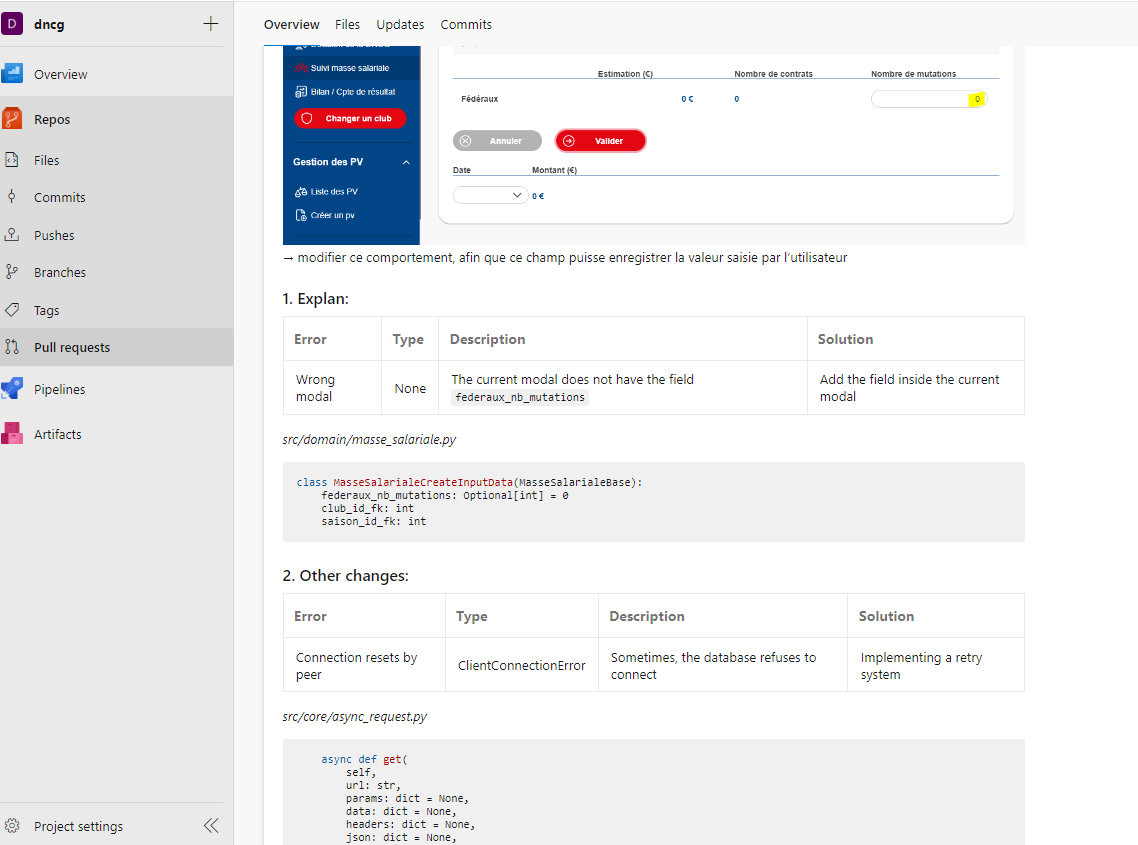 D dncg
Overview
Repos
Files
Commits
Pushes
Branches
Tags
Pull requests
Pipelines
Artifacts
Project settings
Overview Files Updates Commits
Suivi masse salariale
Bilan / Cpte de résultat
Changer un club
Gestion des PV
Liste des PV
Créer un pv
Estimation (€) Nombre de contrats Nombre de mutations
Fédéraux 0 € 0 0
Annuler Valider
Date Montant (€)
0 €
→ modifier ce comportement, afin que ce champ puisse enregistrer la valeur saisie par l'utilisateur
1. Explan:
Error Type Description Solution
Wrong modal None The current modal does not have the field federaux_nb_mutations Add the field inside the current modal
src/domain/masse_salariale.py
class MasseSalarialeCreateInputData(MasseSalarialeBase):
federaux_nb_mutations: Optional[int] = 0
club_id_fk: int
saison_id_fk: int
2. Other changes:
Error Type Description Solution
Connection resets by peer ClientConnectionError Sometimes, the database refuses to connect Implementing a retry system
src/core/async_request.py
async def get(
self,
url: str,
params: dict = None,
data: dict = None,
headers: dict = None,
json: dict = None,